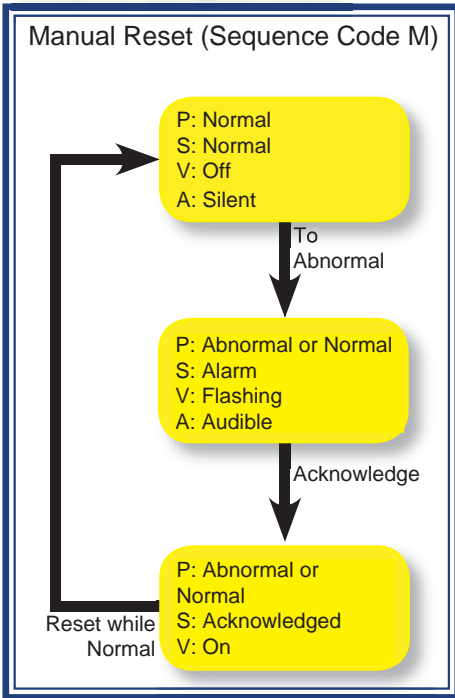 Manual Reset (Sequence Code M)
P: Normal
S: Normal
V: Off
A: Silent
To
Abnormal
P: Abnormal or Normal
S: Alarm
V: Flashing
A: Audible
Acknowledge
P: Abnormal or
Normal
S: Acknowledged
V: On
Reset while
Normal